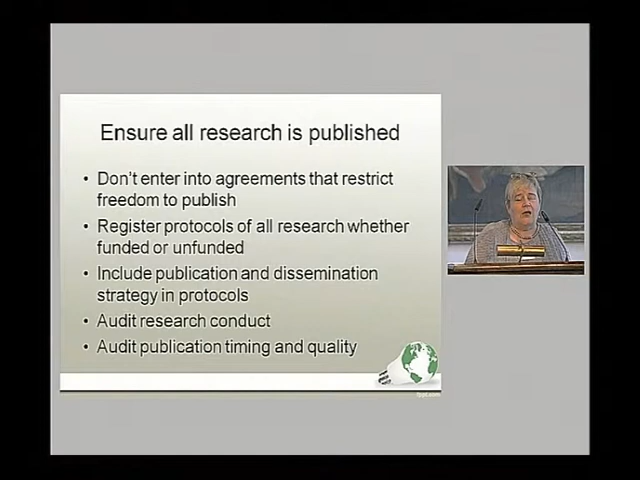 Ensure all research is published
• Don't enter into agreements that restrict
freedom to publish
• Register protocols of all research whether
funded or unfunded
• Include publication and dissemination
strategy in protocols
• Audit research conduct
• Audit publication timing and quality
fppt.com